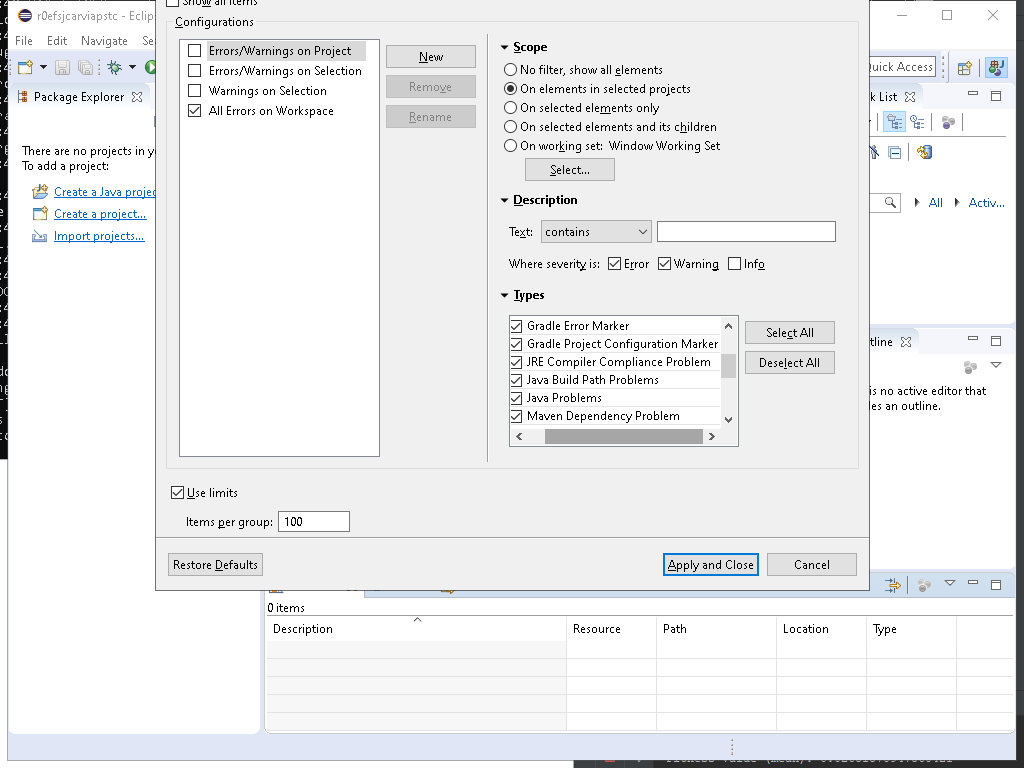 Show all items
r0efsjcarviapstc - Eclips
File Edit Navigate Se
Quick Access
Package Explorer
There are no projects in y
To add a project:
Create a Java projec
Create a project...
Import projects...
Configurations
Errors/Warnings on Project
Errors/Warnings on Selection
Warnings on Selection
All Errors on Workspace
New
Remove
Rename
Scope
No filter, show all elements
On elements in selected projects
On selected elements only
On selected elements and its children
On working set: Window Working Set
Select...
Description
Text: contains
Where severity is: Error Warning Info
Types
Gradle Error Marker
Gradle Project Configuration Marker
JRE Compiler Compliance Problem
Java Build Path Problems
Java Problems
Maven Dependency Problem
Select All
Deselect All
Use limits
Items per group: 100
Restore Defaults
Apply and Close
Cancel
k List
All
Activ...
tline
is no active editor that
les an outline.
0 items
Description Resource Path Location Type